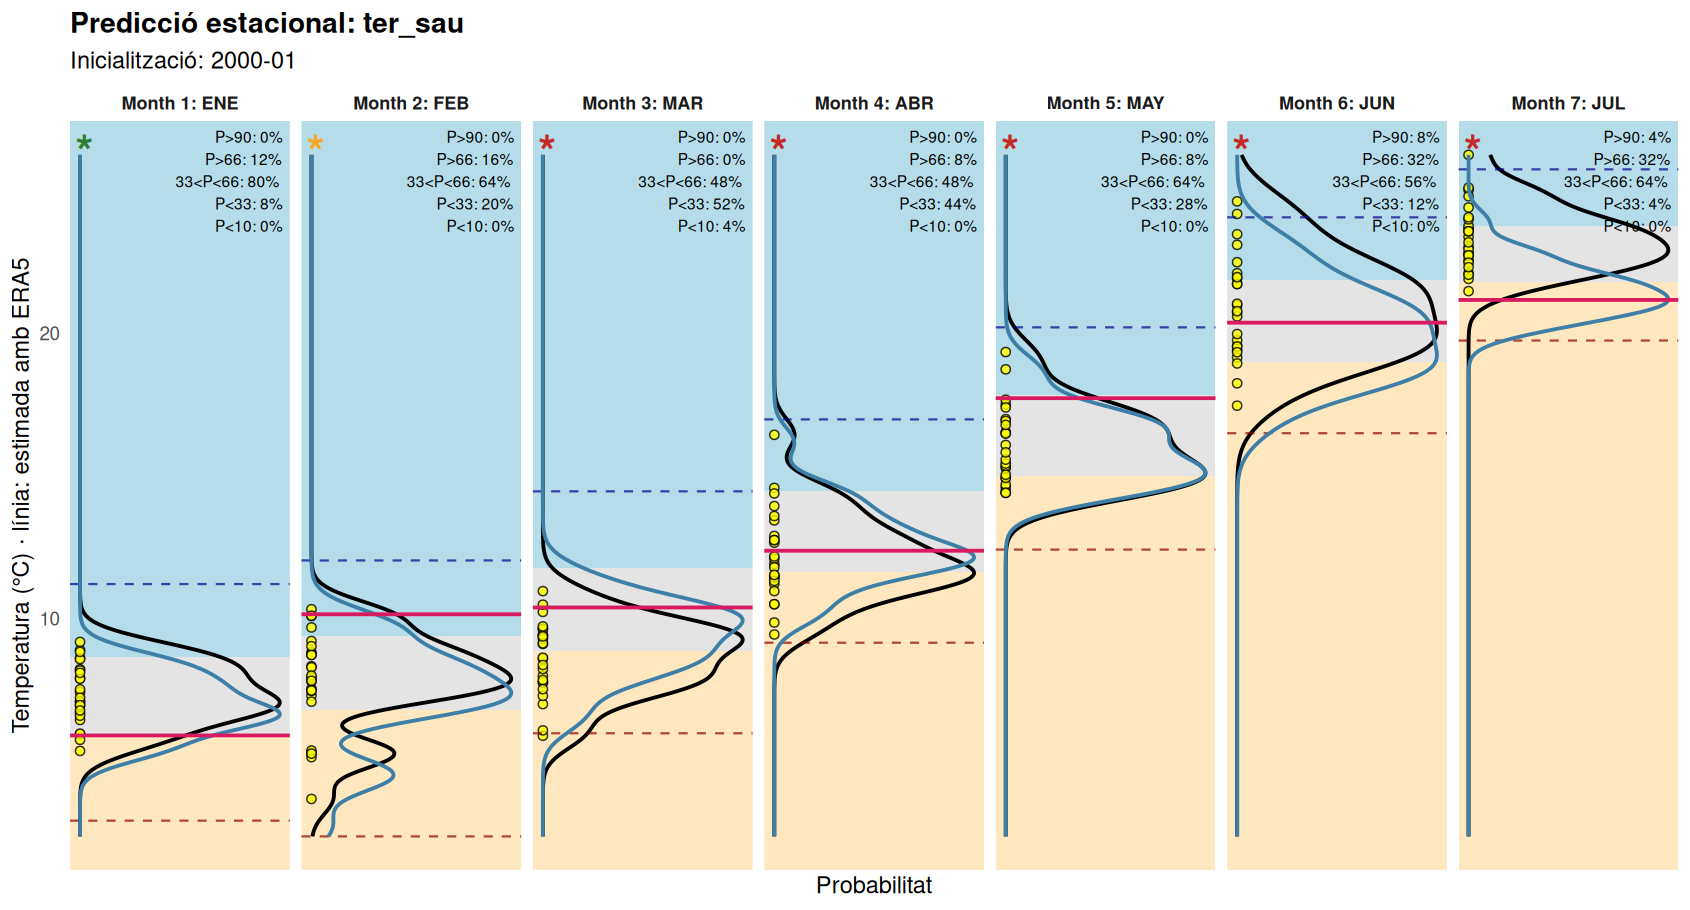 Predicció estacional: ter_sau
Inicialització: 2000-01
Month 1: ENE
Month 2: FEB
Month 3: MAR
Month 4: ABR
Month 5: MAY
Month 6: JUN
Month 7: JUL
*
P>90: 0%
P>66: 12%
33<P<66: 80%
P<33: 8%
P<10: 0%
*
P>90: 0%
P>66: 16%
33<P<66: 64%
P<33: 20%
P<10: 0%
*
P>90: 0%
P>66: 0%
33<P<66: 48%
P<33: 52%
P<10: 4%
*
P>90: 0%
P>66: 8%
33<P<66: 48%
P<33: 44%
P<10: 0%
*
P>90: 0%
P>66: 8%
33<P<66: 64%
P<33: 28%
P<10: 0%
*
P>90: 8%
P>66: 32%
33<P<66: 56%
P<33: 12%
P<10: 0%
*
P>90: 4%
P>66: 32%
33<P<66: 64%
P<33: 4%
P<10: 0%
Temperatura (°C) · línia: estimada amb ERA5
20
10
Probabilitat